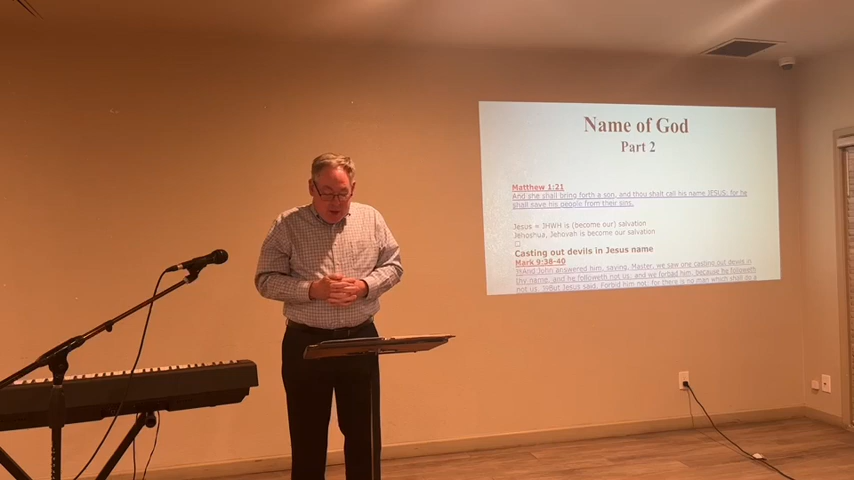 Name of God
Part 2
Matthew 1:21
And she shall bring forth a son, and thou shalt call his name JESUS: for he
shall save his people from their sins.
Jesus = JHWH is (become our) salvation
Jehoshua, Jehovah is become our salvation
Casting out devils in Jesus name
Mark 9:38-40
And John answered him, saying, Master, we saw one casting out devils in
thy name, and he followeth not us: and we forbad him, because he followeth
not us. But Jesus said, Forbid him not: for there is no man which shall do a